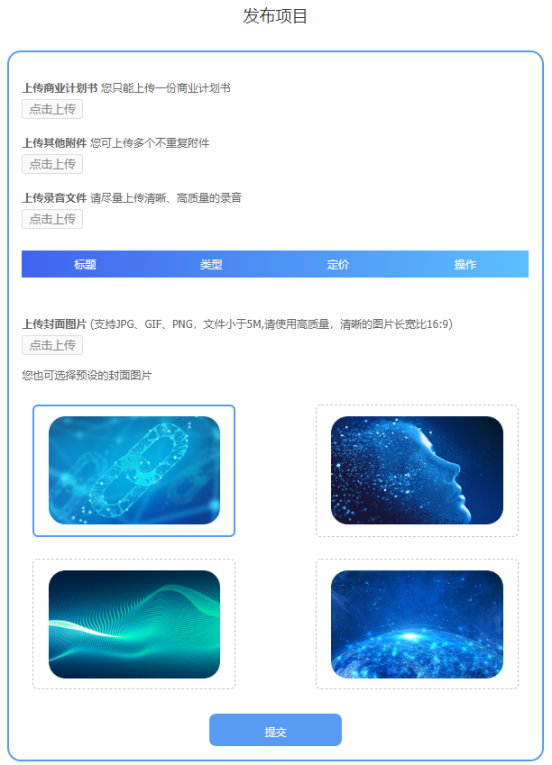 发布项目
上传商业计划书 您只能上传一份商业计划书
点击上传
上传其他附件 您可上传多个不重复附件
点击上传
上传录音文件 请尽量上传清晰、高质量的录音
点击上传
标题 类型 定价 操作
上传封面图片 (支持JPG、GIF、PNG，文件小于5M,请使用高质量，清晰的图片长宽比16:9)
点击上传
您也可选择预设的封面图片
提交